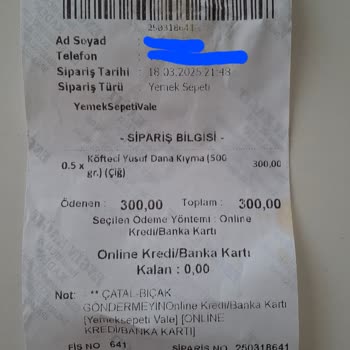 250318641
Ad Soyad :
Telefon :
Sipariş Tarihi : 18.03.2025 21:48
Sipariş Türü : Yemek Sepeti
YemekSepetiVale
- SİPARİŞ BİLGİSİ -
0.5 x Köfteci Yusuf Dana Kıyma (500 300,00
gr.) (Çiğ)
Ödenen : 300,00 Toplam : 300,00
Seçilen Ödeme Yöntemi : Online
Kredi/Banka Kartı
Online Kredi/Banka Kartı
Kalan : 0,00
Not: ** ÇATAL-BIÇAK
GÖNDERMEYİNOnline Kredi/Banka Kartı
[Yemeksepeti Vale] [ONLINE
KREDİ/BANKA KARTI]
FİŞ NO 641 SİPARİŞ NO 250318641